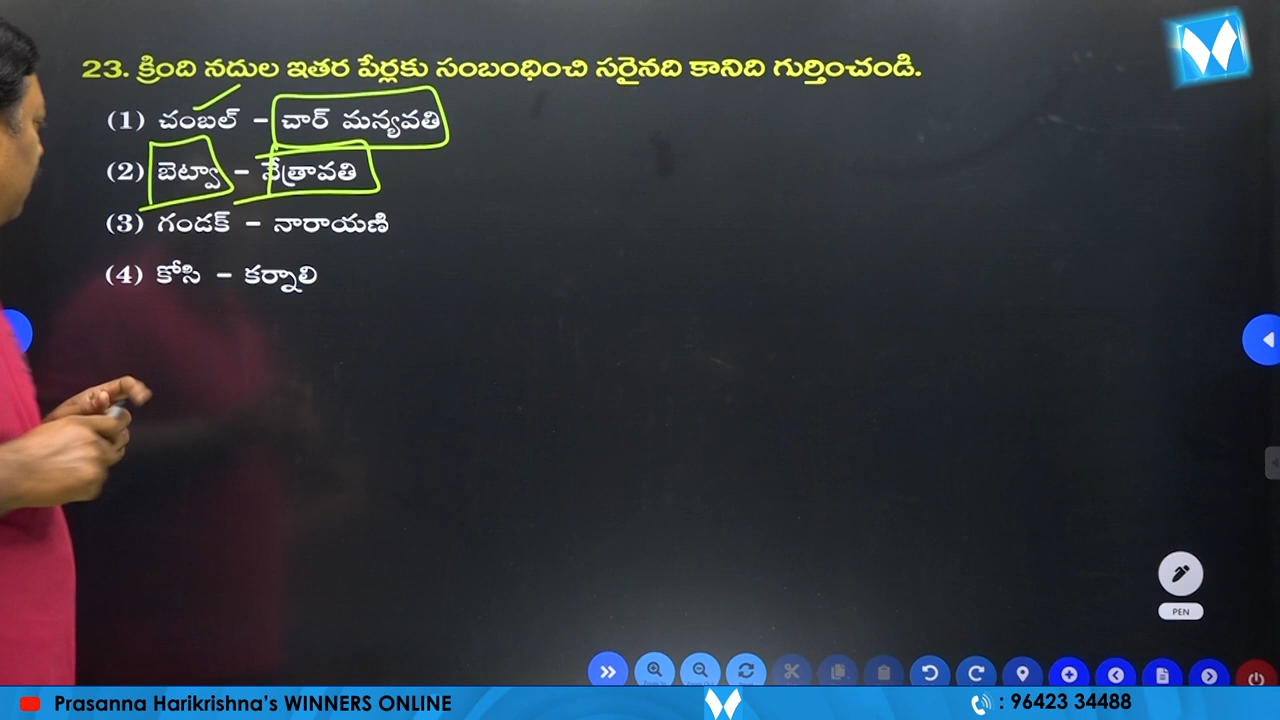 23. క్రింది నదుల ఇతర పేర్లకు సంబంధించి సరైనది కానిది గుర్తించండి.
(1) చంబల్ - చార్ మన్యవతి
(2) బెట్వా - నేత్రావతి
(3) గండక్ - నారాయణి
(4) కోసి - కర్నాలి
PEN
Prasanna Harikrishna's WINNERS ONLINE
: 96423 34488